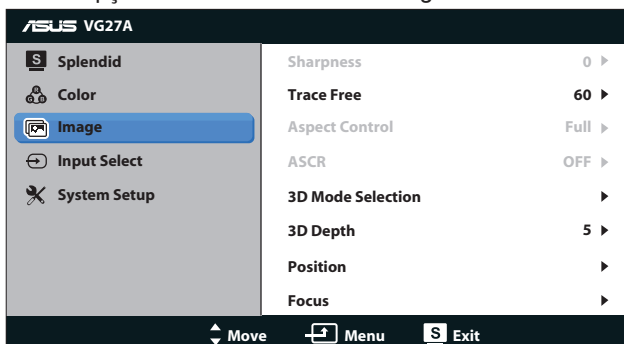 ASUS VG27A
S Splendid
Color
Image
Input Select
System Setup
Sharpness 0
Trace Free 60
Aspect Control Full
ASCR OFF
3D Mode Selection
3D Depth 5
Position
Focus
Move Menu S Exit